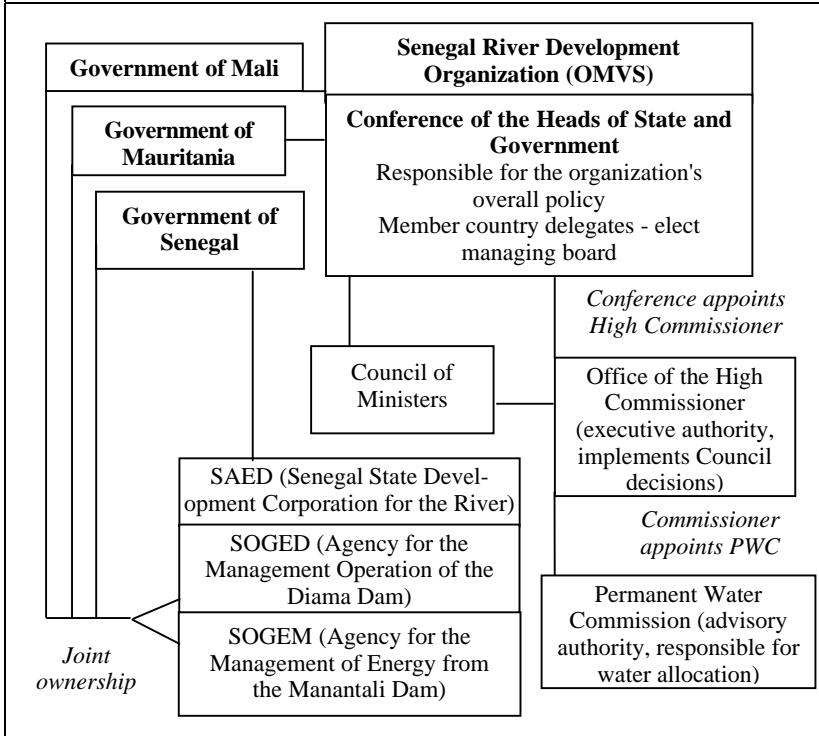 Government of Mali
Senegal River Development
Organization (OMVS)
Government of
Mauritania
Conference of the Heads of State and
Government
Responsible for the organization's
overall policy
Member country delegates - elect
managing board
Government of
Senegal
Conference appoints
High Commissioner
Council of
Ministers
Office of the High
Commissioner
(executive authority,
implements Council
decisions)
SAED (Senegal State Devel-
opment Corporation for the River)
SOGED (Agency for the
Management Operation of the
Diama Dam)
SOGEM (Agency for the
Management of Energy from
the Manantali Dam)
Joint
ownership
Commissioner
appoints PWC
Permanent Water
Commission (advisory
authority, responsible for
water allocation)